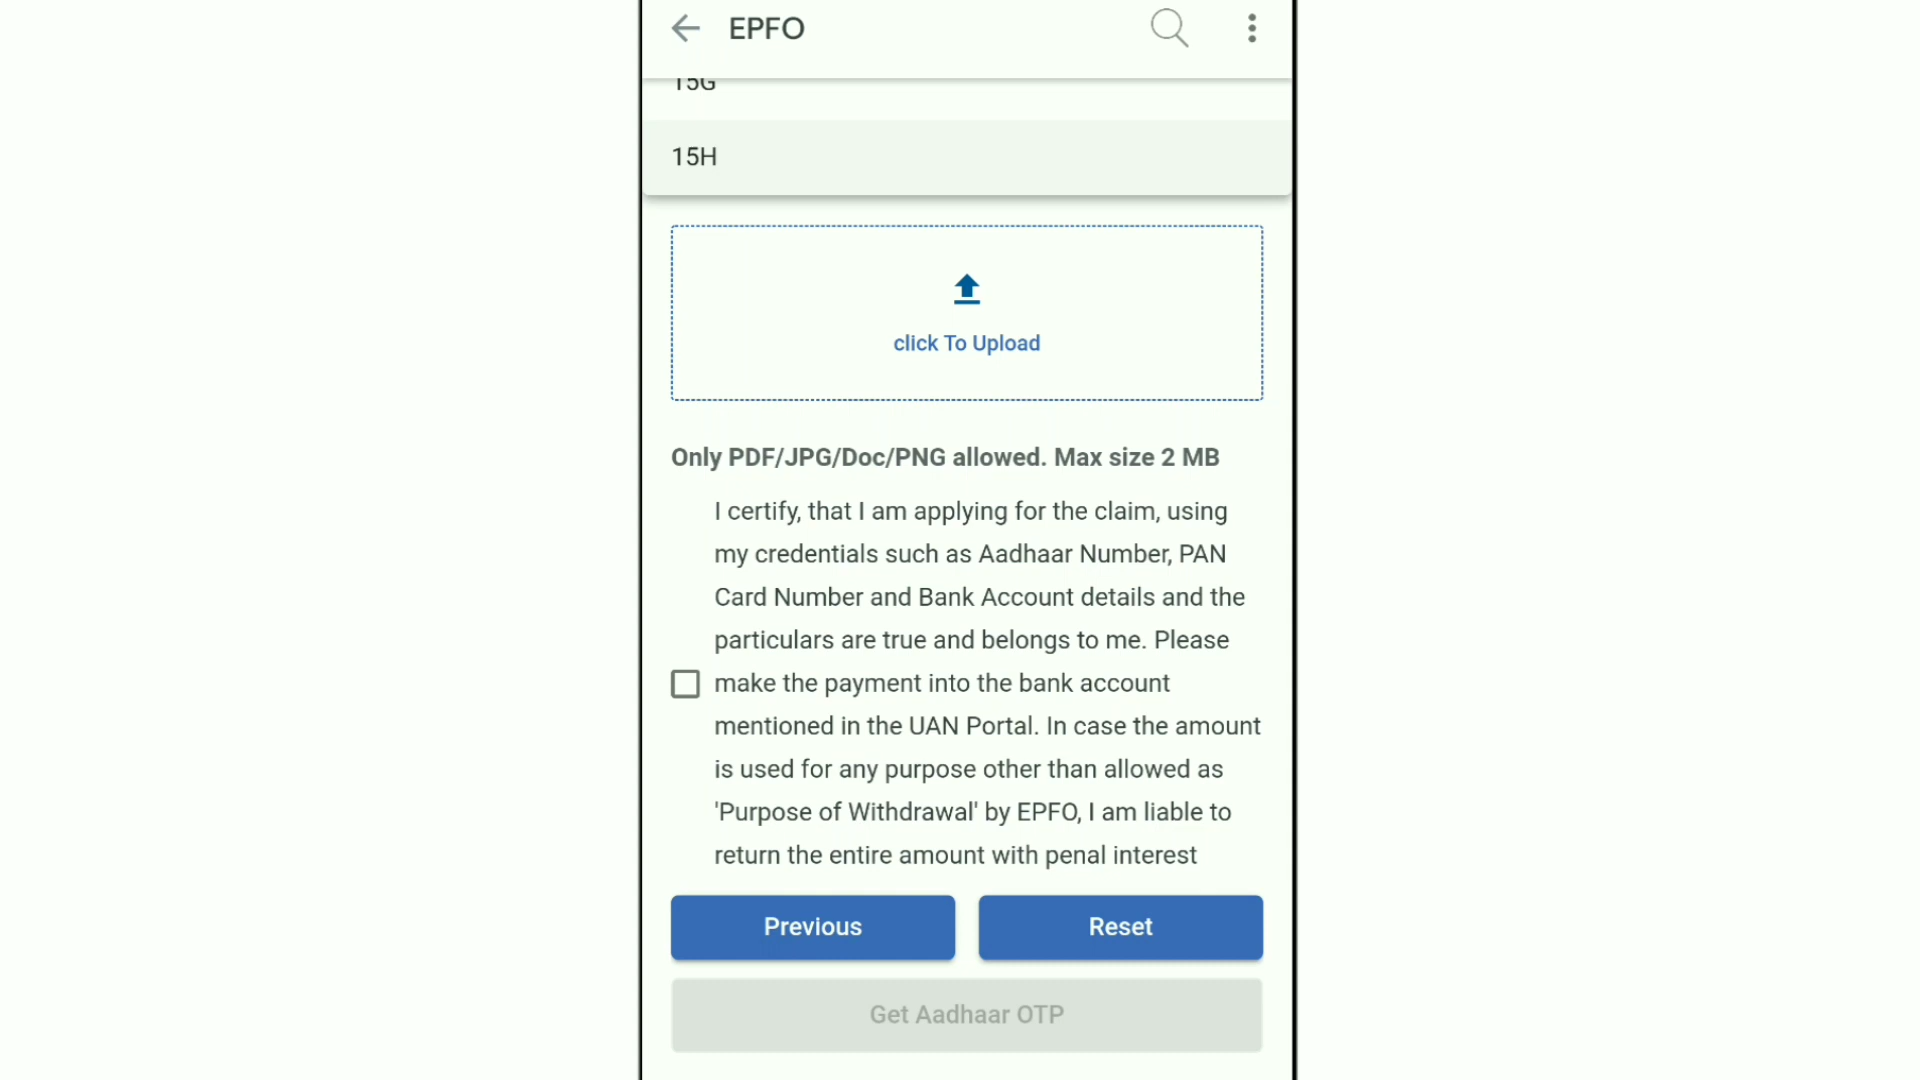 EPFO
15G
15H
click To Upload
Only PDF/JPG/Doc/PNG allowed. Max size 2 MB
I certify, that I am applying for the claim, using
my credentials such as Aadhaar Number, PAN
Card Number and Bank Account details and the
particulars are true and belongs to me. Please
make the payment into the bank account
mentioned in the UAN Portal. In case the amount
is used for any purpose other than allowed as
'Purpose of Withdrawal' by EPFO, I am liable to
return the entire amount with penal interest
Previous
Reset
Get Aadhaar OTP